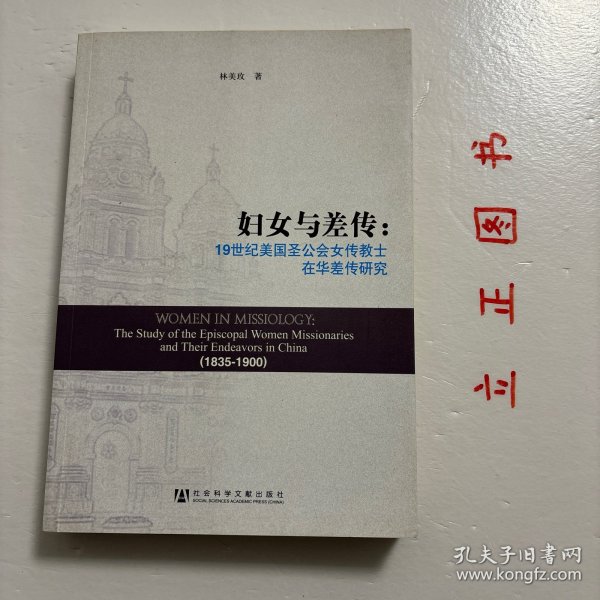 林美玫 著
妇女与差传：
19世纪美国圣公会女传教士
在华差传研究
WOMEN IN MISSIOLOGY:
The Study of the Episcopal Women Missionaries
and Their Endeavors in China
(1835-1900)
社会科学文献出版社
SOCIAL SCIENCES ACADEMIC PRESS (CHINA)
立正图书
孔夫子旧书网
www.kongfz.com